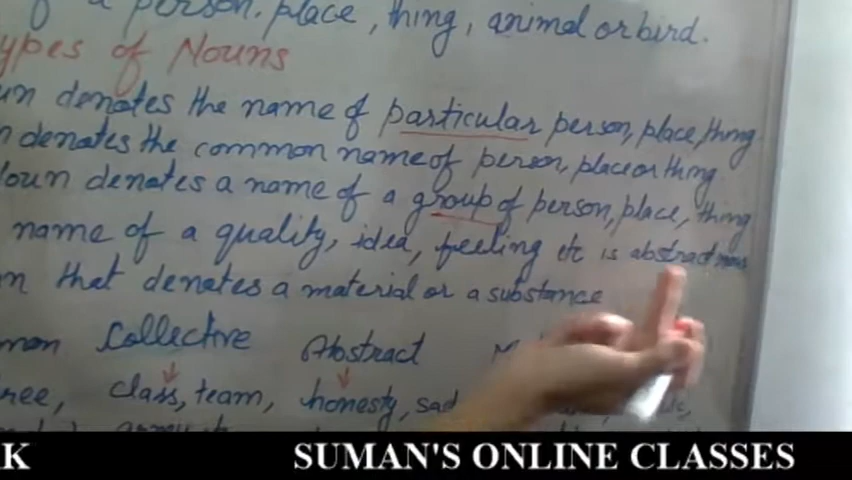 of a person, place, thing, animal or bird.
ypes of Nouns
un denotes the name of particular person, place, thing
n denotes the common name of person, place or thing
oun denotes a name of a group of person, place, thing
name of a quality, idea, feeling etc is abstract noun
n that denotes a material or a substance
mon Collective Abstract M
ree, class, team, honesty, sad
army
K SUMAN'S ONLINE CLASSES